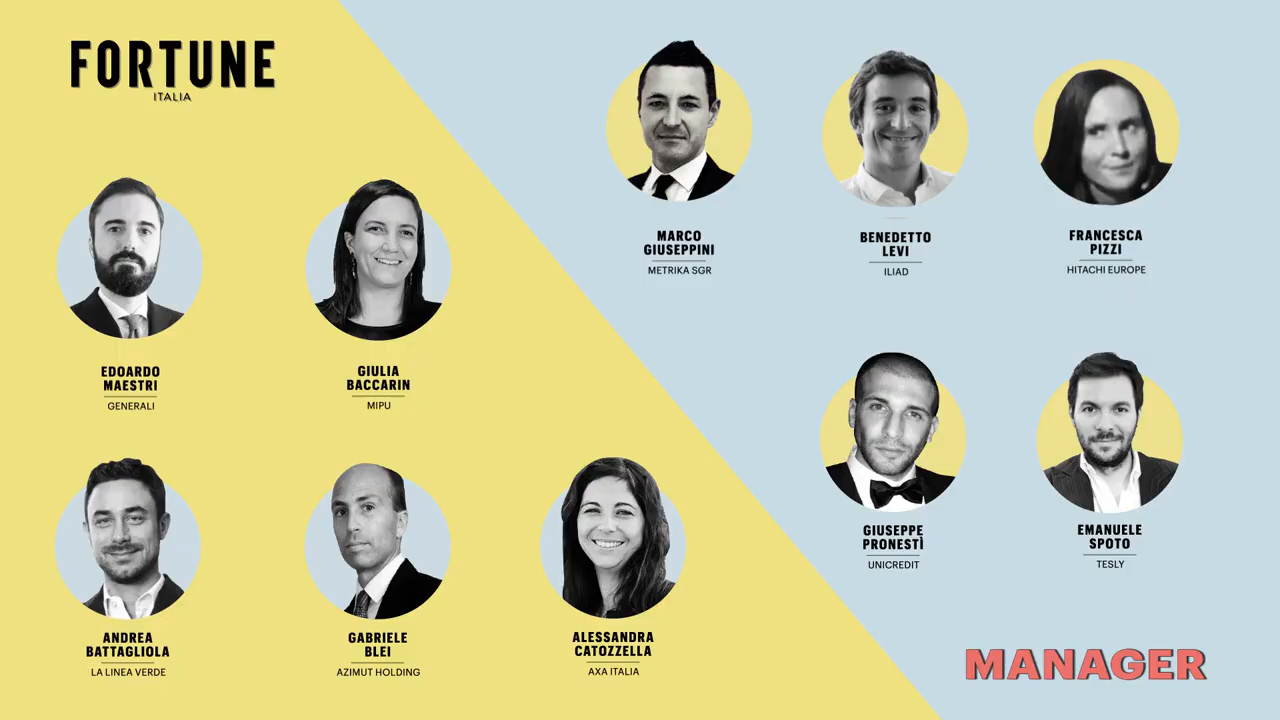 FORTUNE
ITALIA
EDOARDO
MAESTRI
GENERALI
GIULIA
BACCARIN
MIPU
ANDREA
BATTAGLIOLA
LA LINEA VERDE
GABRIELE
BLEI
AZIMUT HOLDING
ALESSANDRA
CATOZZELLA
AXA ITALIA
MARCO
GIUSEPPINI
METRIKA SGR
BENEDETTO
LEVI
ILIAD
FRANCESCA
PIZZI
HITACHI EUROPE
GIUSEPPE
PRONESTÌ
UNICREDIT
EMANUELE
SPOTO
TESLY
MANAGER